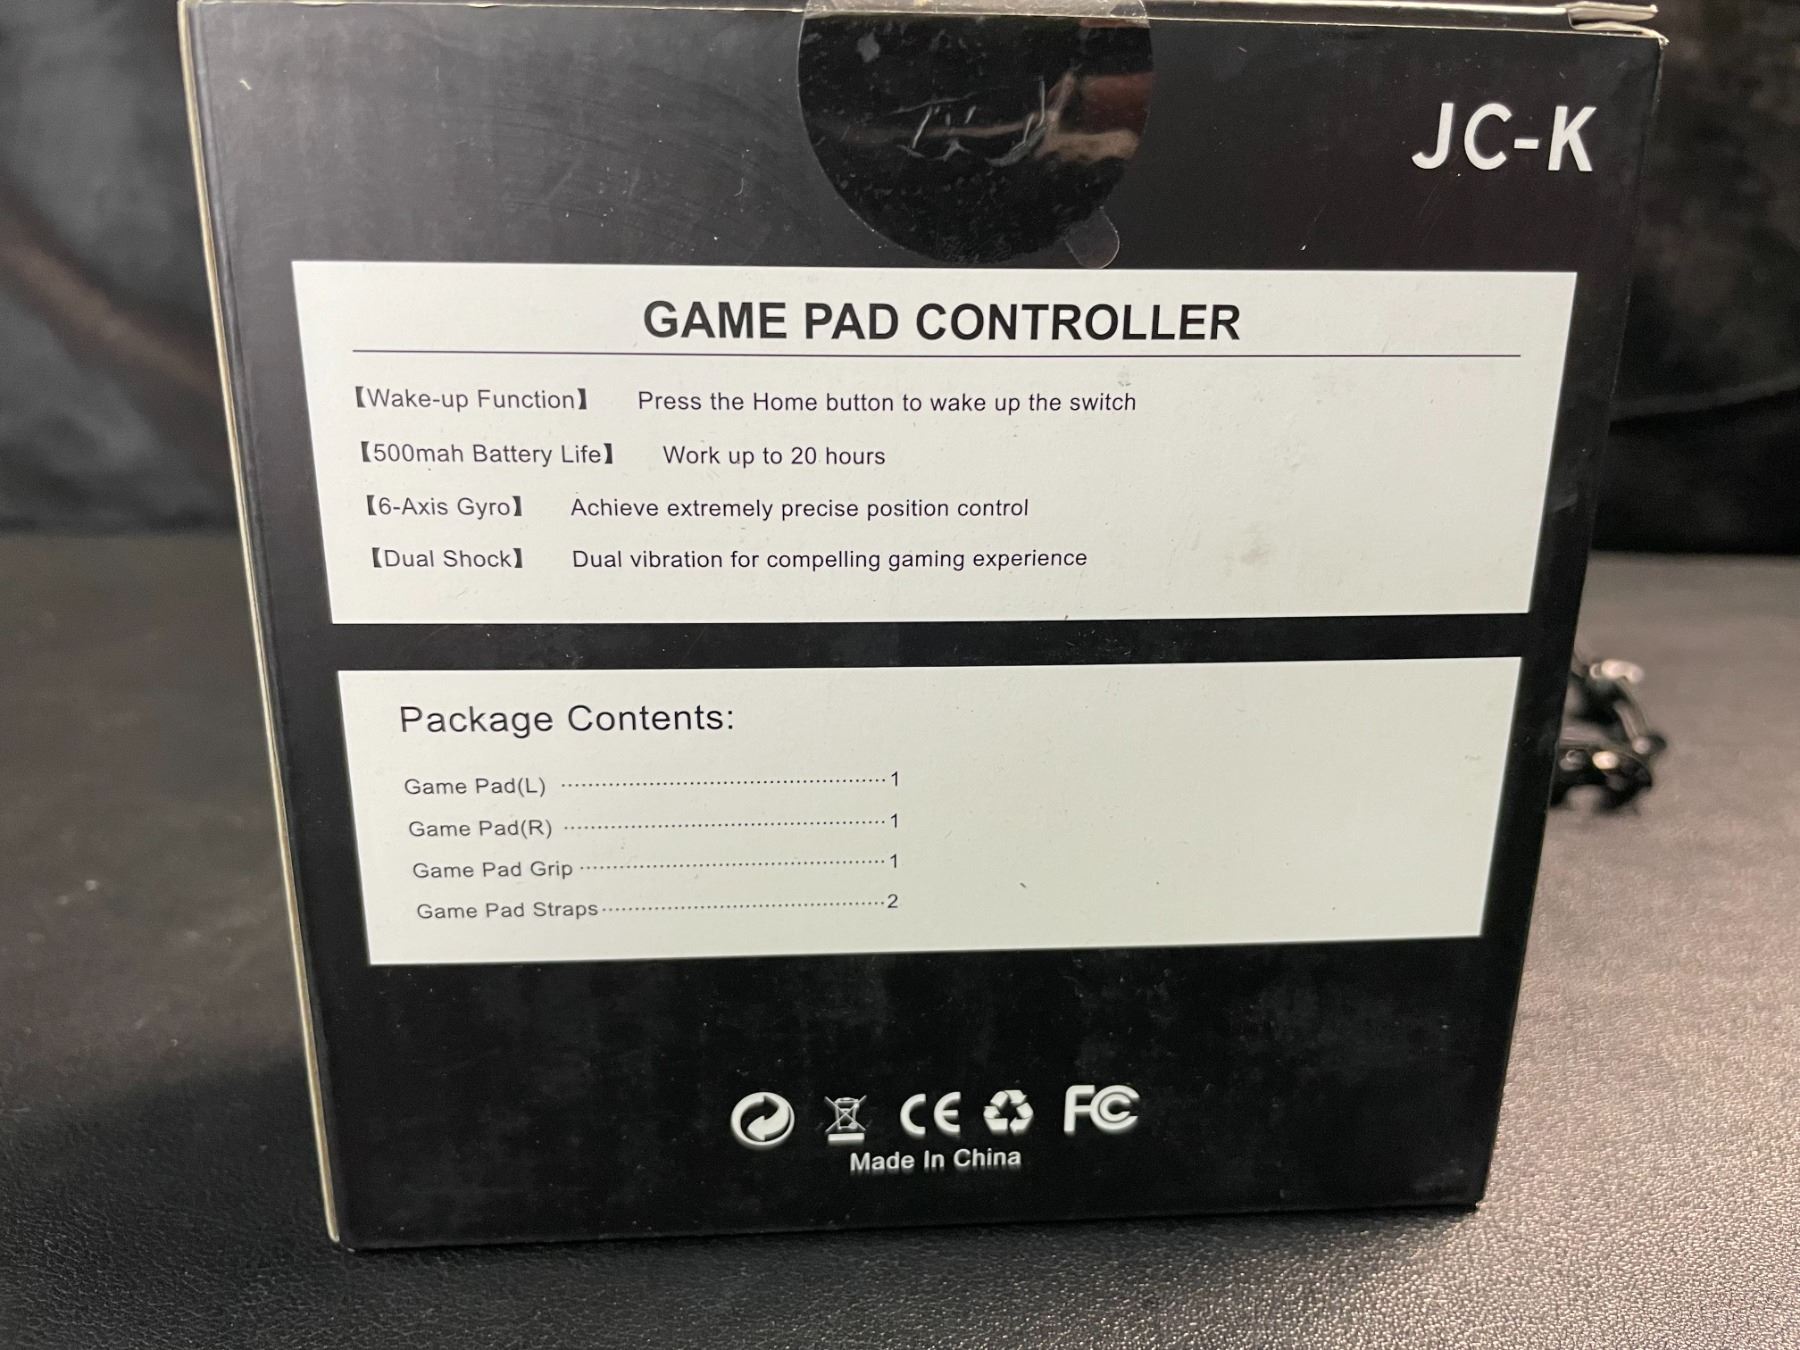 JC-K
GAME PAD CONTROLLER
【Wake-up Function】 Press the Home button to wake up the switch
【500mah Battery Life】 Work up to 20 hours
【6-Axis Gyro】 Achieve extremely precise position control
【Dual Shock】 Dual vibration for compelling gaming experience
Package Contents:
Game Pad(L) ································ 1
Game Pad(R) ································ 1
Game Pad Grip ································ 1
Game Pad Straps ································ 2
CE FC
Made In China